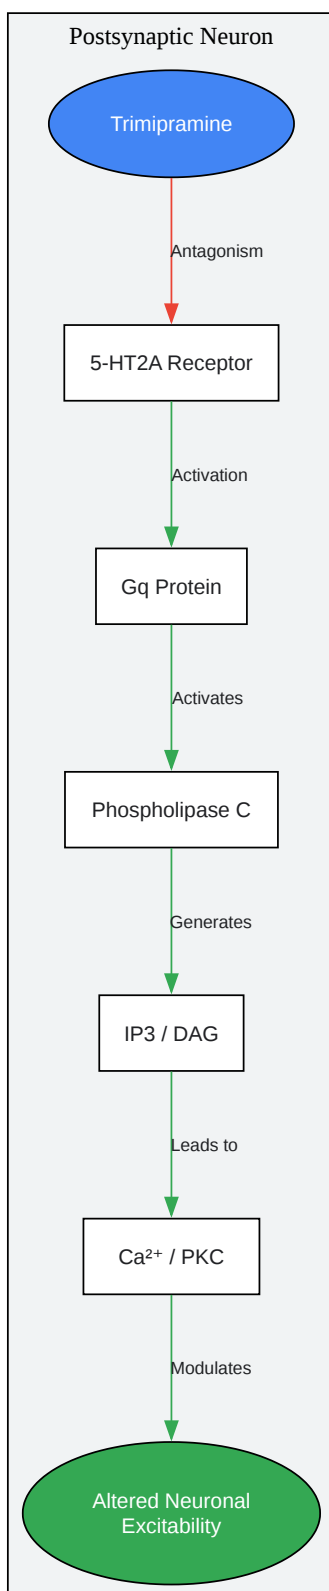 Postsynaptic Neuron
Trimipramine
Antagonism
5-HT2A Receptor
Activation
Gq Protein
Activates
Phospholipase C
Generates
IP3 / DAG
Leads to
Ca²⁺ / PKC
Modulates
Altered Neuronal
Excitability